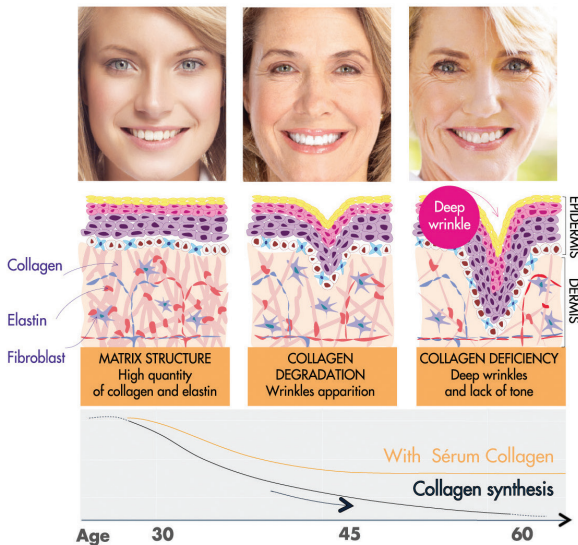 Deep
wrinkle
EPIDERMIS
DERMIS
Collagen
Elastin
Fibroblast
MATRIX STRUCTURE
High quantity
of collagen and elastin
COLLAGEN
DEGRADATION
Wrinkles apparition
COLLAGEN DEFICIENCY
Deep wrinkles
and lack of tone
With Sérum Collagen
Collagen synthesis
Age 30 45 60